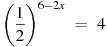 (1/2)^{6-2x} = 4